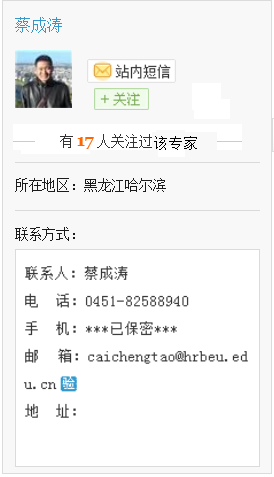 蔡成涛
站内短信
+关注
有 17 人关注过该专家
所在地区：黑龙江哈尔滨
联系方式：
联系人：蔡成涛
电 话：0451-82588940
手 机：***已保密***
邮 箱：caichengtao@hrbeu.ed
u.cn 验
地 址：